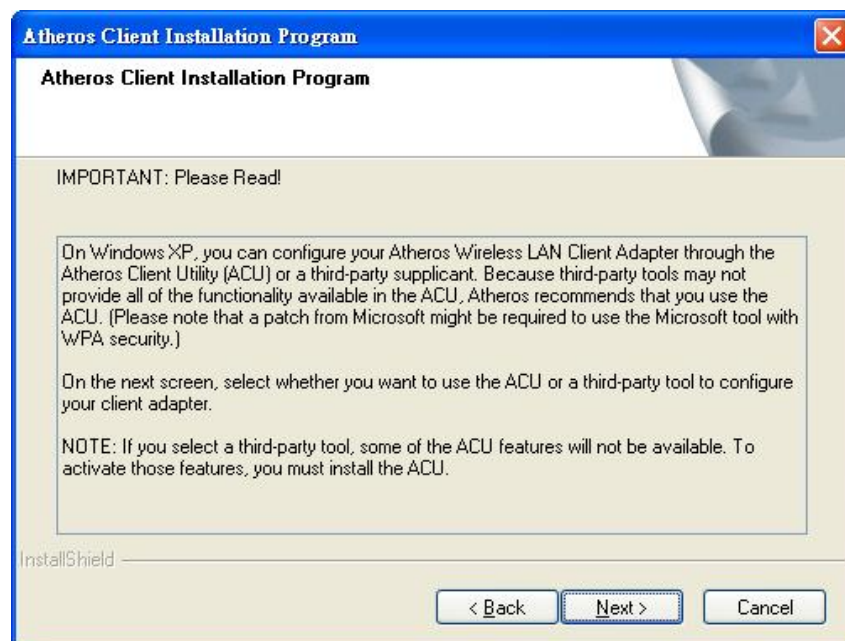 Atheros Client Installation Program
Atheros Client Installation Program
IMPORTANT: Please Read!
On Windows XP, you can configure your Atheros Wireless LAN Client Adapter through the
Atheros Client Utility (ACU) or a third-party supplicant. Because third-party tools may not
provide all of the functionality available in the ACU, Atheros recommends that you use the
ACU. (Please note that a patch from Microsoft might be required to use the Microsoft tool with
WPA security.)
On the next screen, select whether you want to use the ACU or a third-party tool to configure
your client adapter.
NOTE: If you select a third-party tool, some of the ACU features will not be available. To
activate those features, you must install the ACU.
InstallShield
< Back
Next >
Cancel